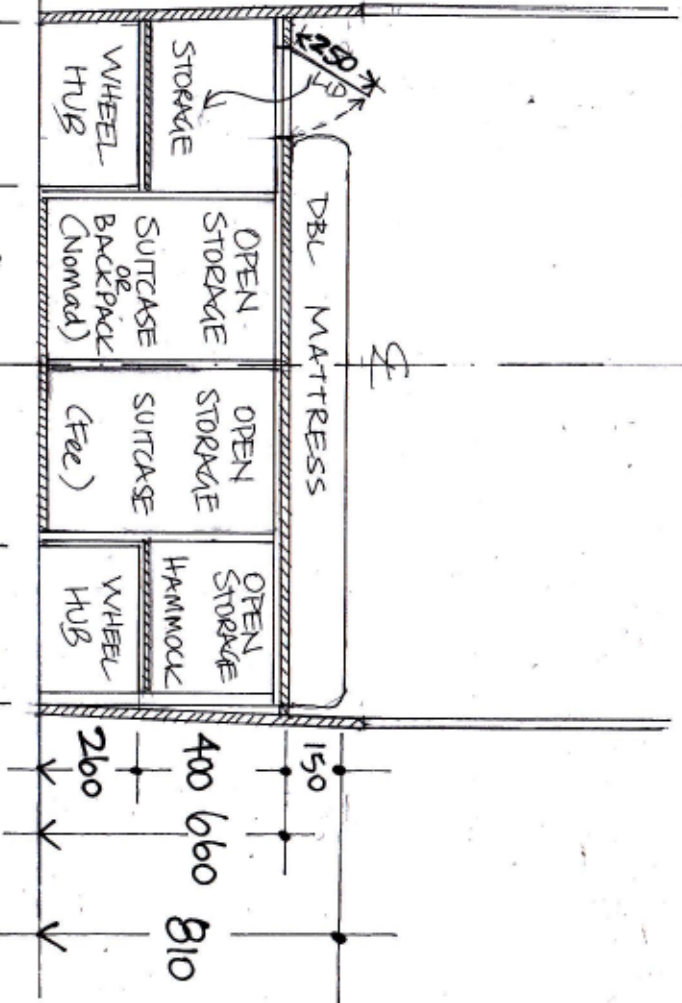 250
LID
DBL MATTRESS
℄
STORAGE
WHEEL
HUB
OPEN
STORAGE
SUITCASE
OR
BACKPACK
(Nomad)
OPEN
STORAGE
SUITCASE
(Fee)
OPEN
STORAGE
HAMMOCK
WHEEL
HUB
150
400
260
660
810